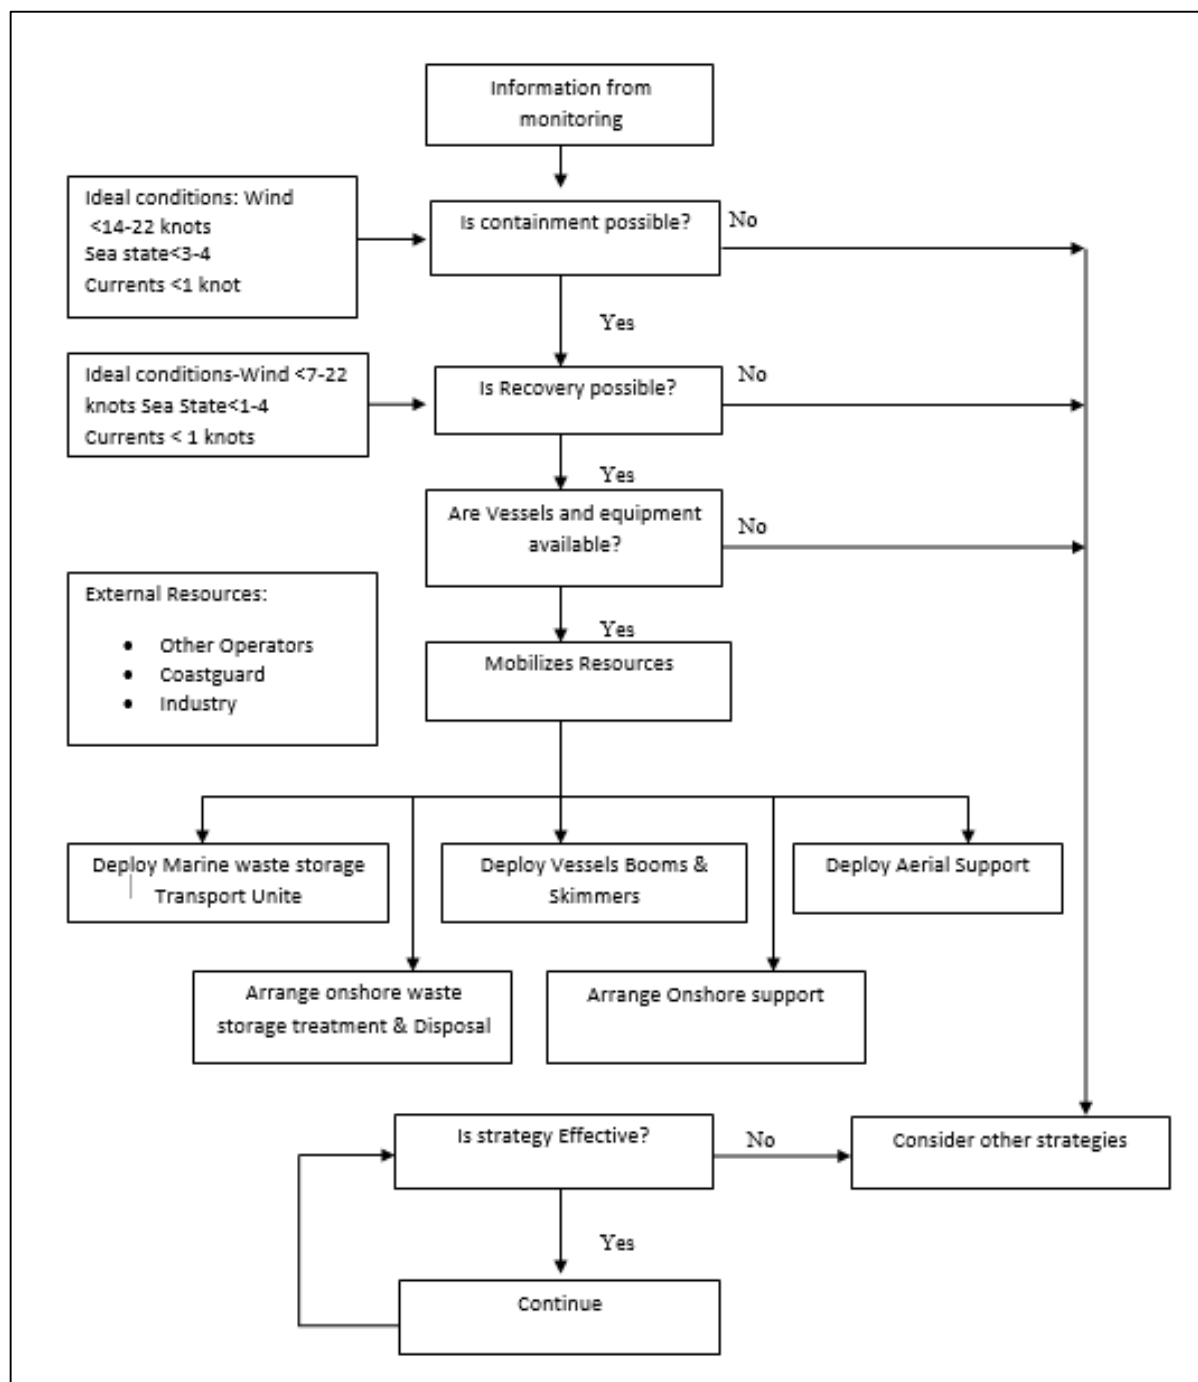 Information from
monitoring
Ideal conditions: Wind
<14-22 knots
Sea state<3-4
Currents <1 knot
Is containment possible?
No
Yes
Ideal conditions-Wind <7-22
knots Sea State<1-4
Currents < 1 knots
Is Recovery possible?
No
Yes
Are Vessels and equipment
available?
No
Yes
External Resources:
• Other Operators
• Coastguard
• Industry
Mobilizes Resources
Deploy Marine waste storage
Transport Unite
Deploy Vessels Booms &
Skimmers
Deploy Aerial Support
Arrange onshore waste
storage treatment & Disposal
Arrange Onshore support
Is strategy Effective?
No
Consider other strategies
Yes
Continue